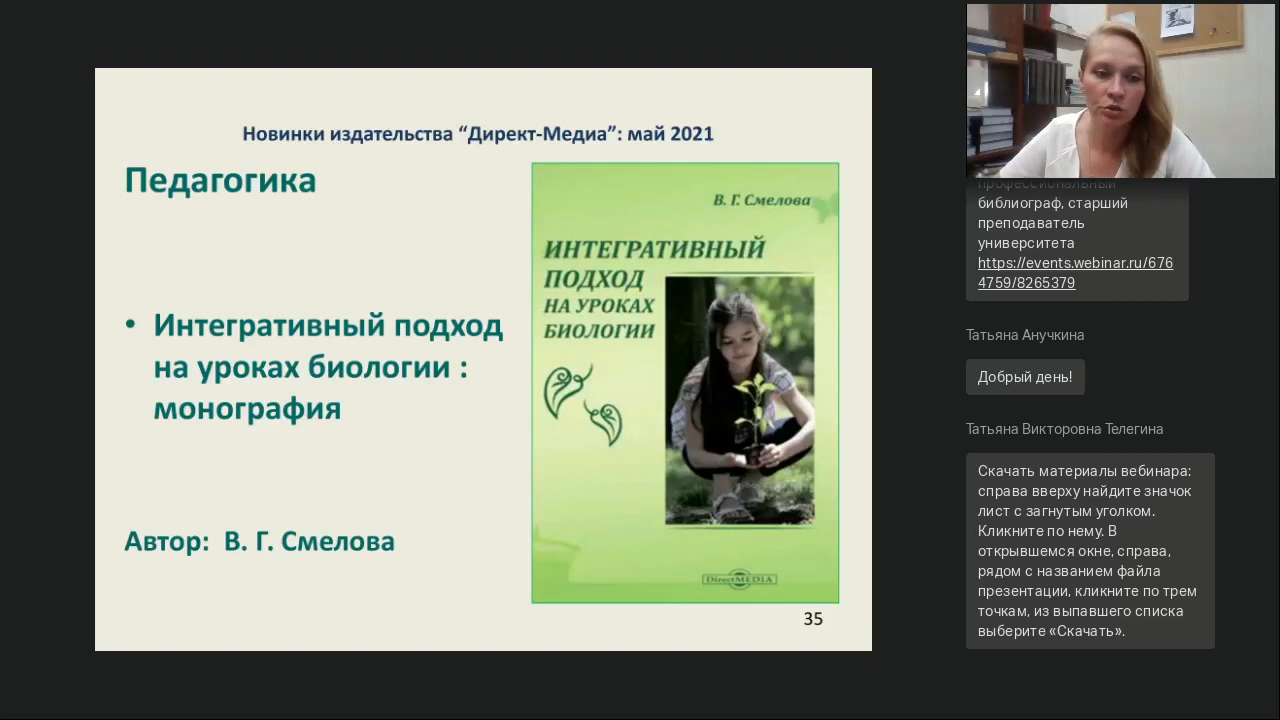 Новинки издательства “Директ-Медиа”: май 2021
Педагогика
• Интегративный подход
на уроках биологии :
монография
Автор: В. Г. Смелова
В. Г. Смелова
ИНТЕГРАТИВНЫЙ
ПОДХОД
НА УРОКАХ
БИОЛОГИИ
DirectMEDIA
35
профессиональный
библиограф, старший
преподаватель
университета
https://events.webinar.ru/676
4759/8265379
Татьяна Анучкина
Добрый день!
Татьяна Викторовна Телегина
Скачать материалы вебинара:
справа вверху найдите значок
лист с загнутым уголком.
Кликните по нему. В
открывшемся окне, справа,
рядом с названием файла
презентации, кликните по трем
точкам, из выпавшего списка
выберите «Скачать».